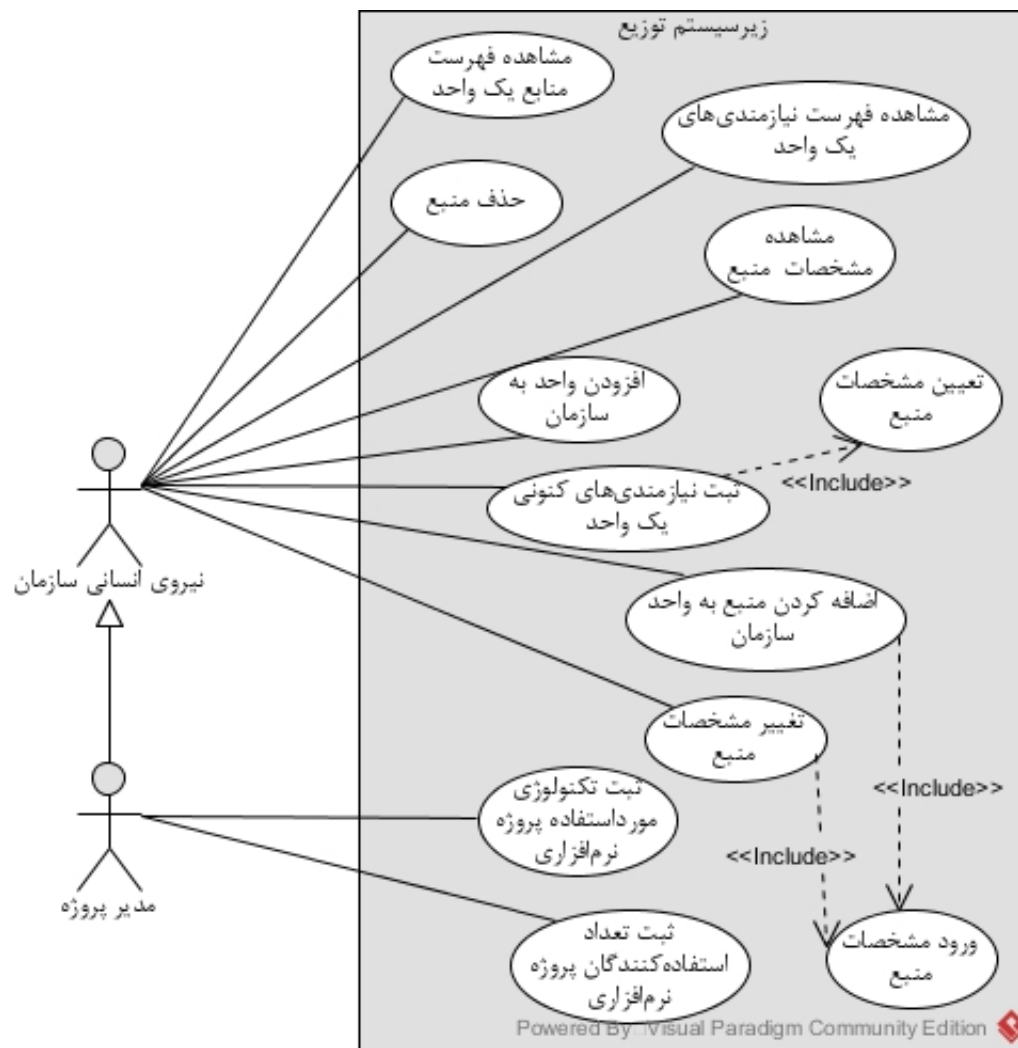 زیرسیستم توزیع
مشاهده فهرست
منابع یک واحد
مشاهده فهرست نیازمندی‌های
یک واحد
حذف منبع
مشاهده
مشخصات منبع
افزودن واحد به
سازمان
تعیین مشخصات
منبع
ثبت نیازمندی‌های کنونی
یک واحد
<<Include>>
نیروی انسانی سازمان
اضافه کردن منبع به واحد
سازمان
تغییر مشخصات
منبع
<<Include>>
ثبت تکنولوژی
مورداستفاده پروژه
نرم‌افزاری
<<Include>>
مدیر پروژه
ثبت تعداد
استفاده‌کنندگان پروژه
نرم‌افزاری
ورود مشخصات
منبع
Powered By Visual Paradigm Community Edition